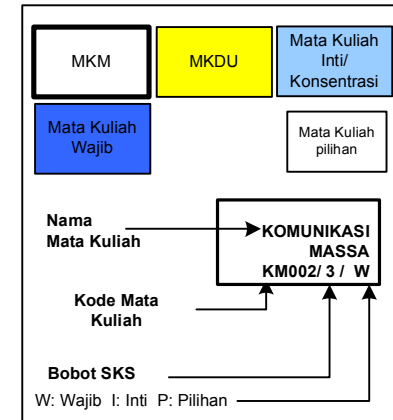 MKM
MKDU
Mata Kuliah
Inti/
Konsentrasi
Mata Kuliah
Wajib
Mata Kuliah
pilihan
Nama
Mata Kuliah
KOMUNIKASI
MASSA
KM002/ 3 / W
Kode Mata
Kuliah
Bobot SKS
W: Wajib I: Inti P: Pilihan